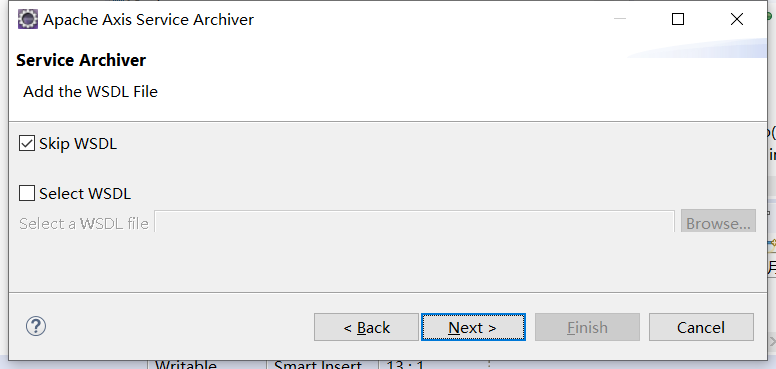 Apache Axis Service Archiver
Service Archiver
Add the WSDL File
Skip WSDL
Select WSDL
Select a WSDL file
Browse...
< Back
Next >
Finish
Cancel
Writable
Smart Insert
13 : 1